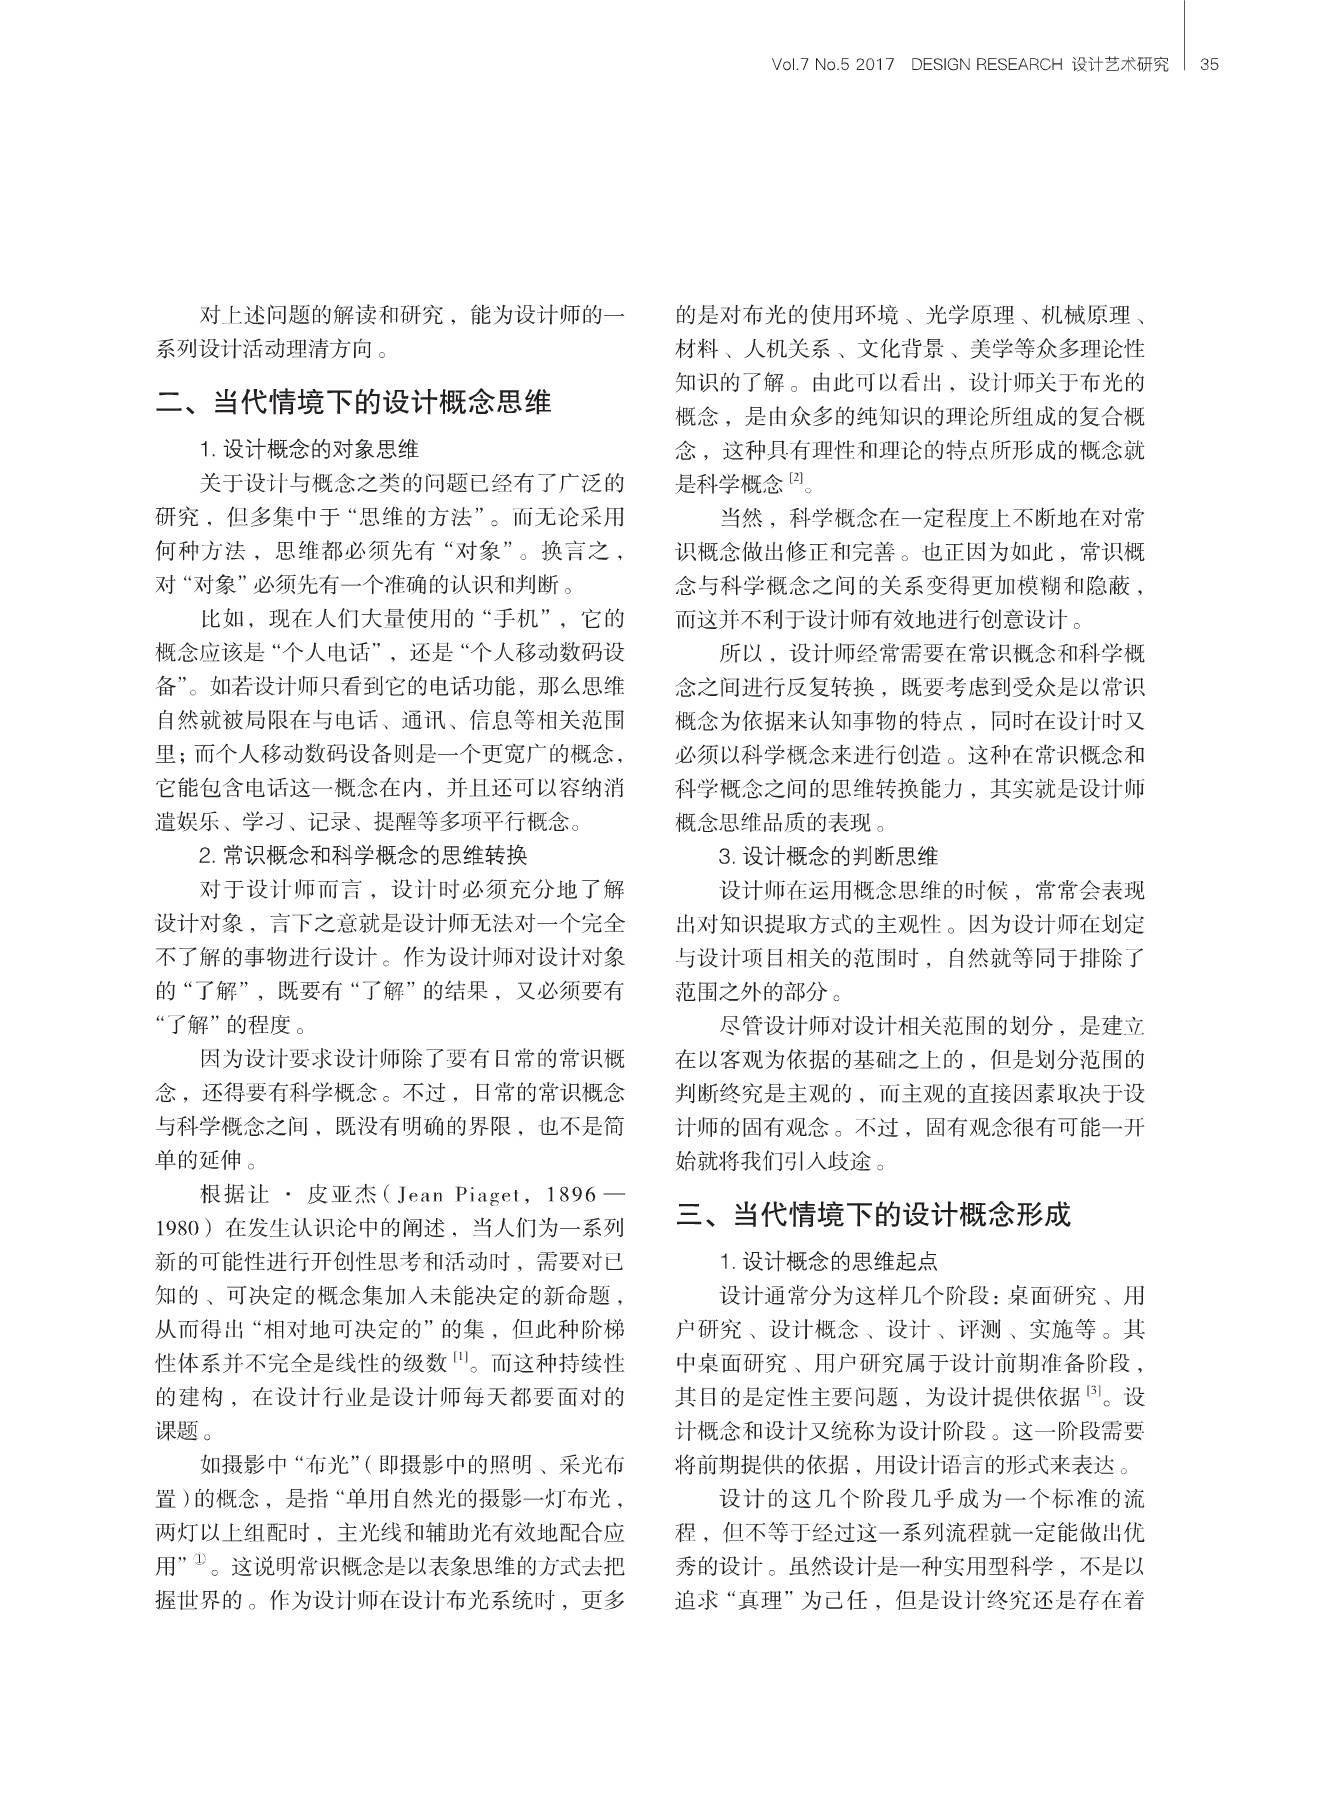 Vol.7 No.5 2017 DESIGN RESEARCH 设计艺术研究 35
对上述问题的解读和研究，能为设计师的一
系列设计活动理清方向。
二、当代情境下的设计概念思维
1. 设计概念的对象思维
关于设计与概念之类的问题已经有了广泛的
研究，但多集中于“思维的方法”。而无论采用
何种方法，思维都必须先有“对象”。换言之，
对“对象”必须先有一个准确的认识和判断。
比如，现在人们大量使用的“手机”，它的
概念应该是“个人电话”，还是“个人移动数码设
备”。如若设计师只看到它的电话功能，那么思维
自然就被局限在与电话、通讯、信息等相关范围
里；而个人移动数码设备则是一个更宽广的概念，
它能包含电话这一概念在内，并且还可以容纳消
遣娱乐、学习、记录、提醒等多项平行概念。
2. 常识概念和科学概念的思维转换
对于设计师而言，设计时必须充分地了解
设计对象，言下之意就是设计师无法对一个完全
不了解的事物进行设计。作为设计师对设计对象
的“了解”，既要有“了解”的结果，又必须要有
“了解”的程度。
因为设计要求设计师除了要有日常的常识概
念，还得要有科学概念。不过，日常的常识概念
与科学概念之间，既没有明确的界限，也不是简
单的延伸。
根据让·皮亚杰（Jean Piaget，1896—
1980）在发生认识论中的阐述，当人们为一系列
新的可能性进行开创性思考和活动时，需要对已
知的、可决定的概念集加入未能决定的新命题，
从而得出“相对地可决定的”的集，但此种阶梯
性体系并不完全是线性的级数[1]。而这种持续性
的建构，在设计行业是设计师每天都要面对的
课题。
如摄影中“布光”（即摄影中的照明、采光布
置）的概念，是指“单用自然光的摄影一灯布光，
两灯以上组配时，主光线和辅助光有效地配合应
用”①。这说明常识概念是以表象思维的方式去把
握世界的。作为设计师在设计布光系统时，更多
的是对布光的使用环境、光学原理、机械原理、
材料、人机关系、文化背景、美学等众多理论性
知识的了解。由此可以看出，设计师关于布光的
概念，是由众多的纯知识的理论所组成的复合概
念，这种具有理性和理论的特点所形成的概念就
是科学概念[2]。
当然，科学概念在一定程度上不断地在对常
识概念做出修正和完善。也正因为如此，常识概
念与科学概念之间的关系变得更加模糊和隐蔽，
而这并不利于设计师有效地进行创意设计。
所以，设计师经常需要在常识概念和科学概
念之间进行反复转换，既要考虑到受众是以常识
概念为依据来认知事物的特点，同时在设计时又
必须以科学概念来进行创造。这种在常识概念和
科学概念之间的思维转换能力，其实就是设计师
概念思维品质的表现。
3. 设计概念的判断思维
设计师在运用概念思维的时候，常常会表现
出对知识提取方式的主观性。因为设计师在划定
与设计项目相关的范围时，自然就等同于排除了
范围之外的部分。
尽管设计师对设计相关范围的划分，是建立
在以客观为依据的基础之上的，但是划分范围的
判断终究是主观的，而主观的直接因素取决于设
计师的固有观念。不过，固有观念很有可能一开
始就将我们引入歧途。
三、当代情境下的设计概念形成
1. 设计概念的思维起点
设计通常分为这样几个阶段：桌面研究、用
户研究、设计概念、设计、评测、实施等。其
中桌面研究、用户研究属于设计前期准备阶段，
其目的是定性主要问题，为设计提供依据[3]。设
计概念和设计又统称为设计阶段。这一阶段需要
将前期提供的依据，用设计语言的形式来表达。
设计的这几个阶段几乎成为一个标准的流
程，但不等于经过这一系列流程就一定能做出优
秀的设计。虽然设计是一种实用型科学，不是以
追求“真理”为己任，但是设计终究还是存在着